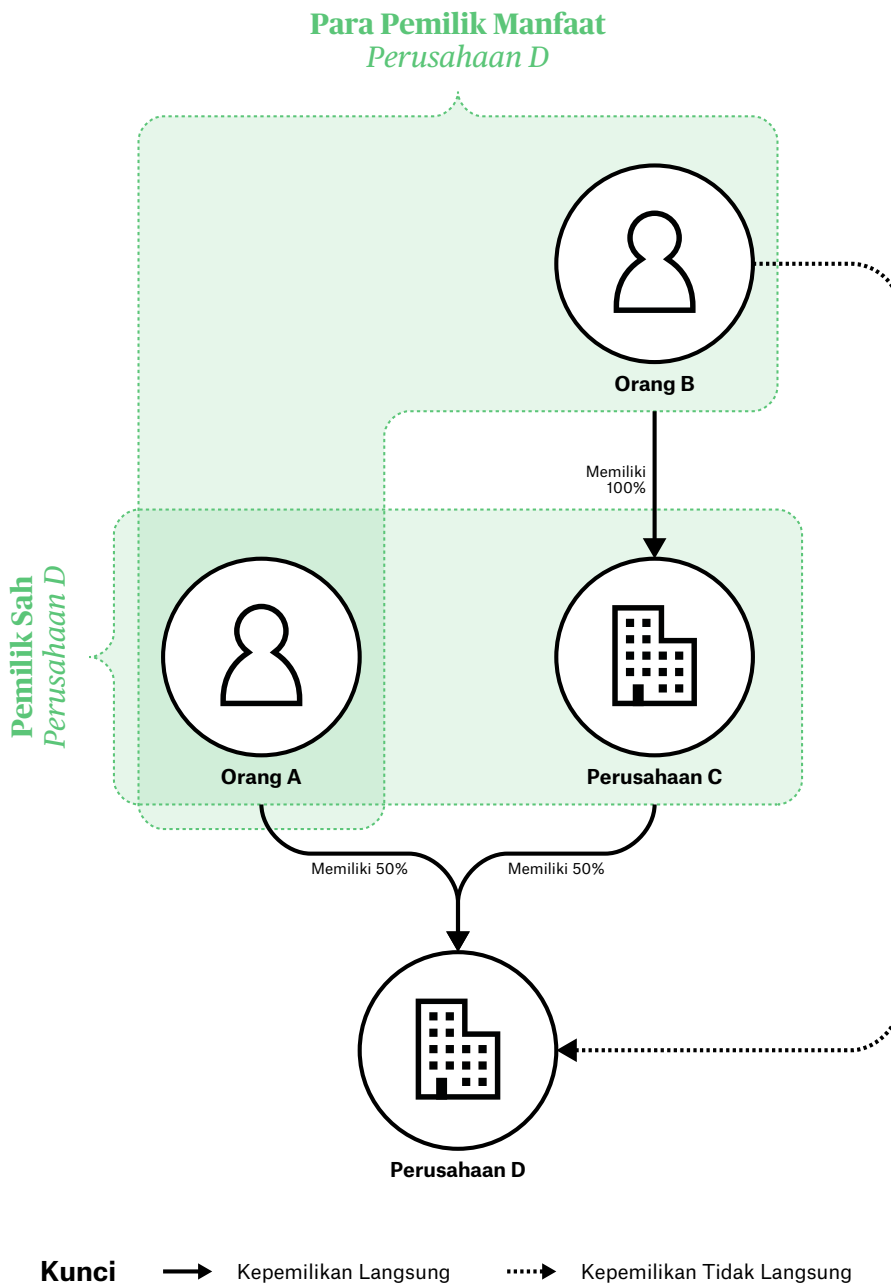 Para Pemilik Manfaat
Perusahaan D
Orang B
Memiliki
100%
Pemilik Sah
Perusahaan D
Orang A
Perusahaan C
Memiliki 50%
Memiliki 50%
Perusahaan D
Kunci
Kepemilikan Langsung
Kepemilikan Tidak Langsung